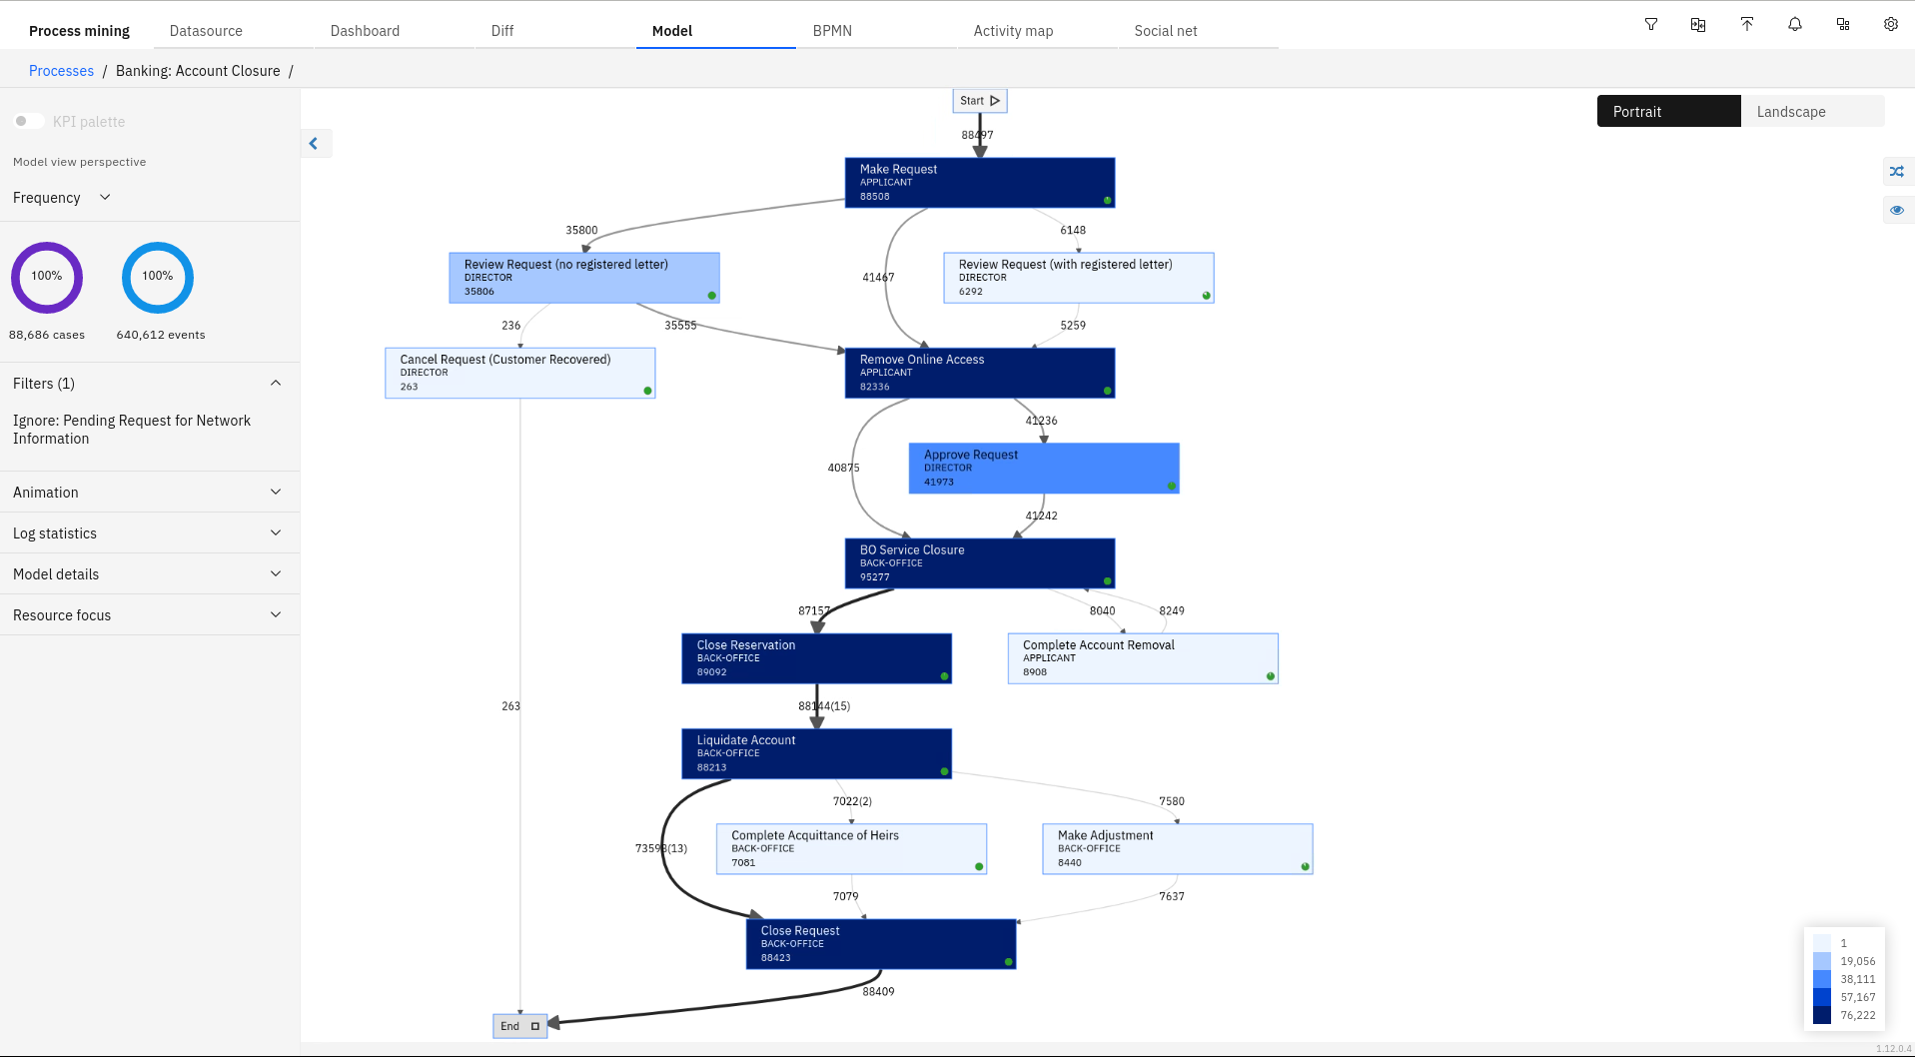 Process mining
Datasource
Dashboard
Diff
Model
BPMN
Activity map
Social net
Processes / Banking: Account Closure /
KPI palette
Model view perspective
Frequency
100%
100%
88,686 cases
640,612 events
Filters (1)
Ignore: Pending Request for Network
Information
Animation
Log statistics
Model details
Resource focus
Portrait
Landscape
Start
88497
Make Request
APPLICANT
88508
35800
41467
6148
Review Request (no registered letter)
DIRECTOR
35806
Review Request (with registered letter)
DIRECTOR
6292
236
35555
5259
Cancel Request (Customer Recovered)
DIRECTOR
263
Remove Online Access
APPLICANT
82336
41236
40875
Approve Request
DIRECTOR
41973
41242
BO Service Closure
BACK-OFFICE
95277
87157
8040
8249
Close Reservation
BACK-OFFICE
89092
Complete Account Removal
APPLICANT
8908
263
88144(15)
Liquidate Account
BACK-OFFICE
88213
7022(2)
7580
Complete Acquittance of Heirs
BACK-OFFICE
7081
Make Adjustment
BACK-OFFICE
8440
7079
7637
Close Request
BACK-OFFICE
88423
88409
End
1
19,056
38,111
57,167
76,222
1.12.0.4